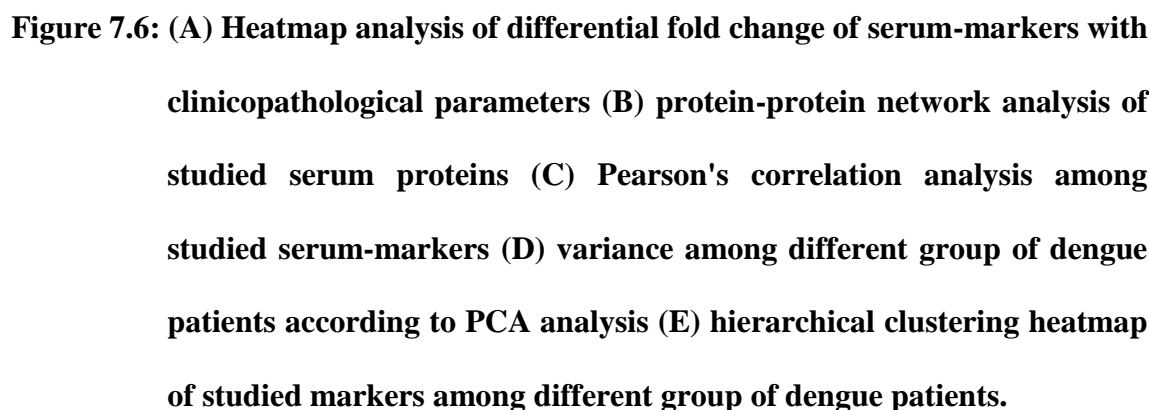 Figure 7.6: (A) Heatmap analysis of differential fold change of serum-markers with
clinicopathological parameters (B) protein-protein network analysis of
studied serum proteins (C) Pearson's correlation analysis among
studied serum-markers (D) variance among different group of dengue
patients according to PCA analysis (E) hierarchical clustering heatmap
of studied markers among different group of dengue patients.